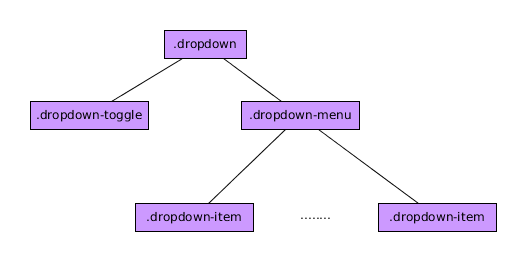 .dropdown
.dropdown-toggle
.dropdown-menu
.dropdown-item
........
.dropdown-item